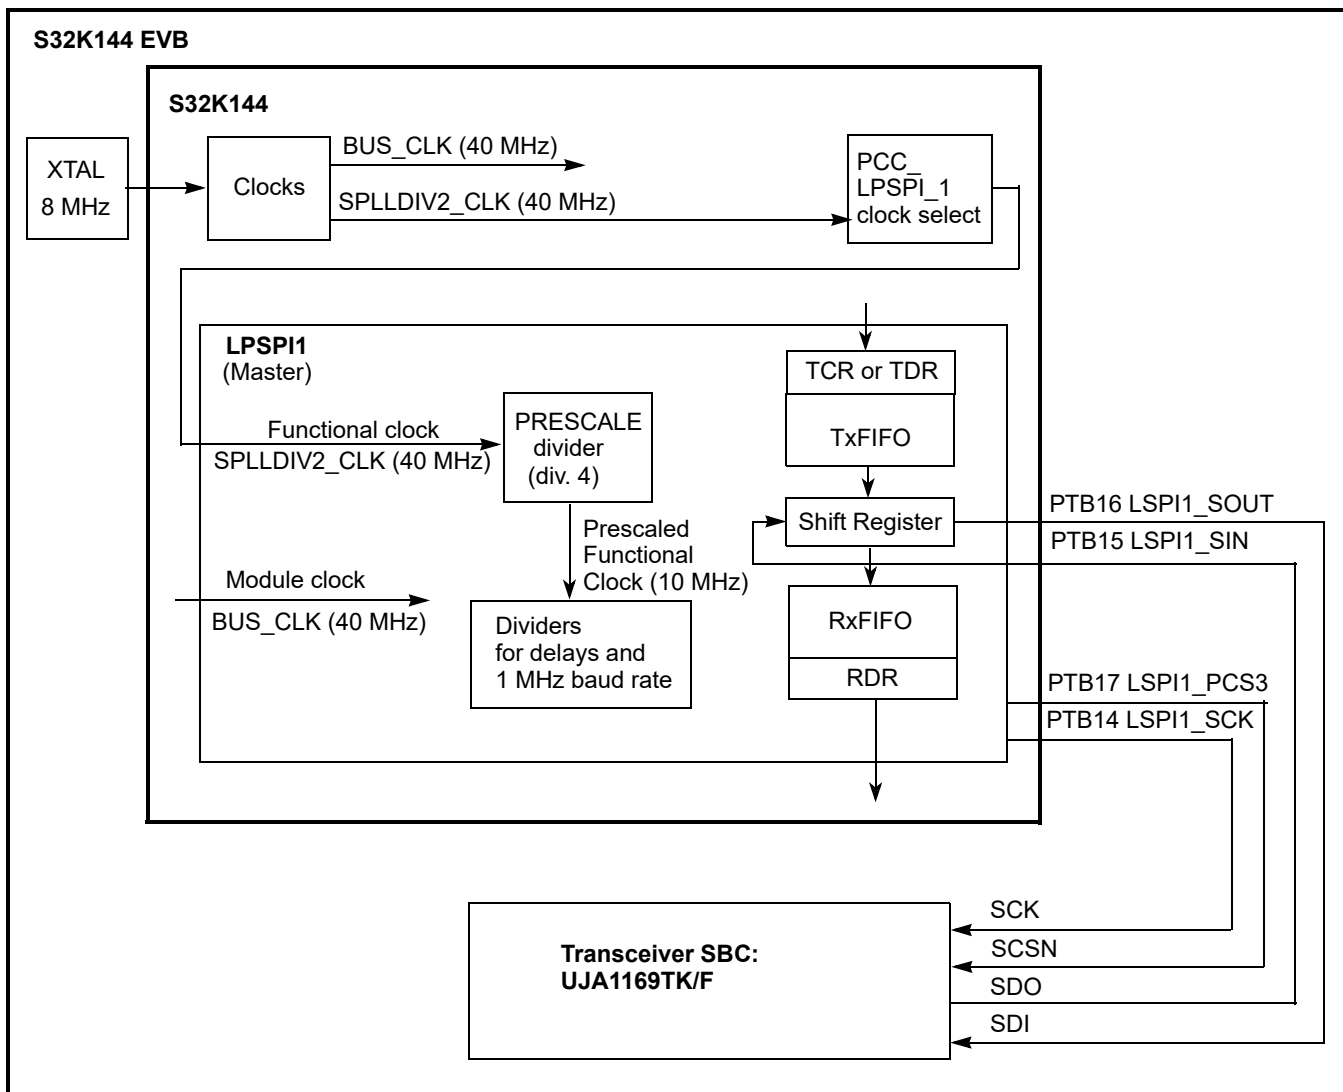 S32K144 EVB
S32K144
XTAL
8 MHz
Clocks
BUS_CLK (40 MHz)
SPLLDIV2_CLK (40 MHz)
PCC_
LPSPI_1
clock select
LPSPI1
(Master)
Functional clock
SPLLDIV2_CLK (40 MHz)
PRESCALE
divider
(div. 4)
Prescaled
Functional
Clock (10 MHz)
Module clock
BUS_CLK (40 MHz)
Dividers
for delays and
1 MHz baud rate
TCR or TDR
TxFIFO
Shift Register
RxFIFO
RDR
PTB16 LSPI1_SOUT
PTB15 LSPI1_SIN
PTB17 LSPI1_PCS3
PTB14 LSPI1_SCK
Transceiver SBC:
UJA1169TK/F
SCK
SCSN
SDO
SDI